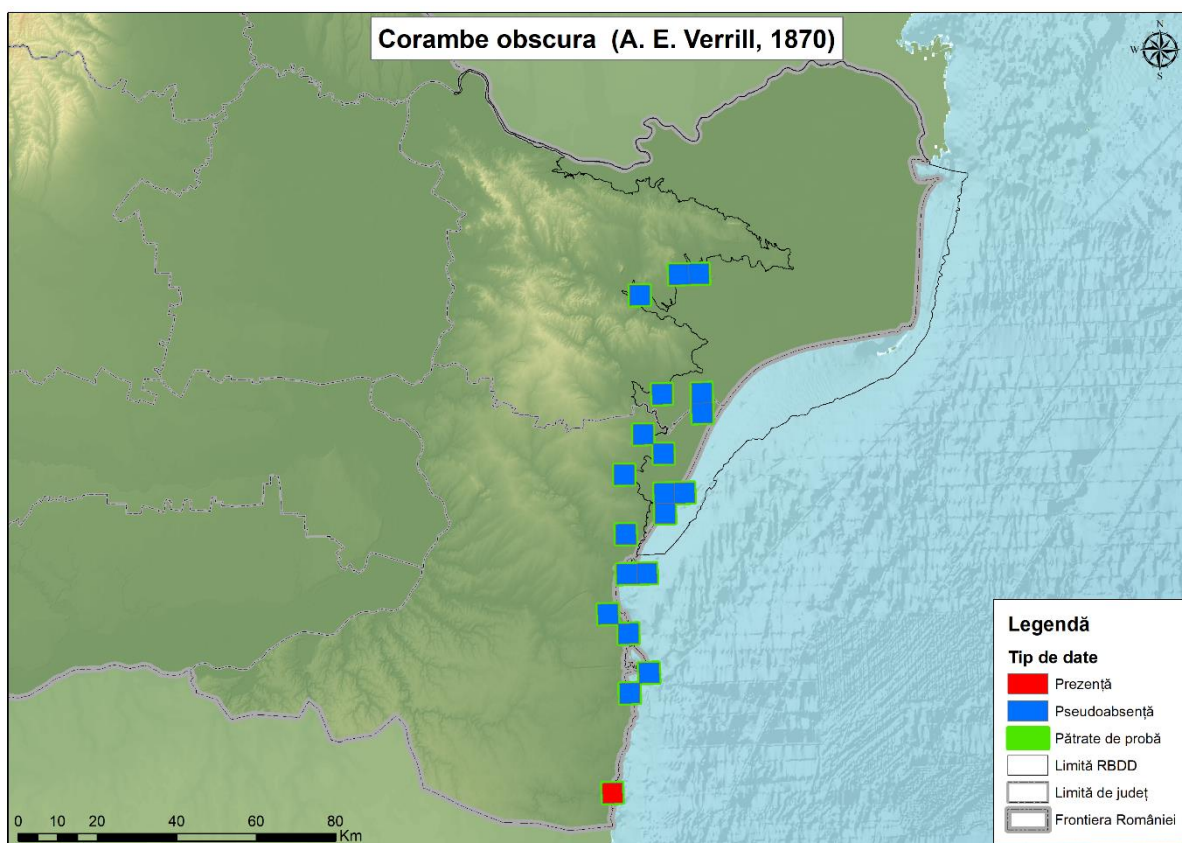 Corambe obscura (A. E. Verrill, 1870)
N
W
E
S
Legendă
Tip de date
Prezență
Pseudoabsență
Pătrate de probă
Limită RBDD
Limită de județ
Frontiera României
0 20 40 60 80
Km